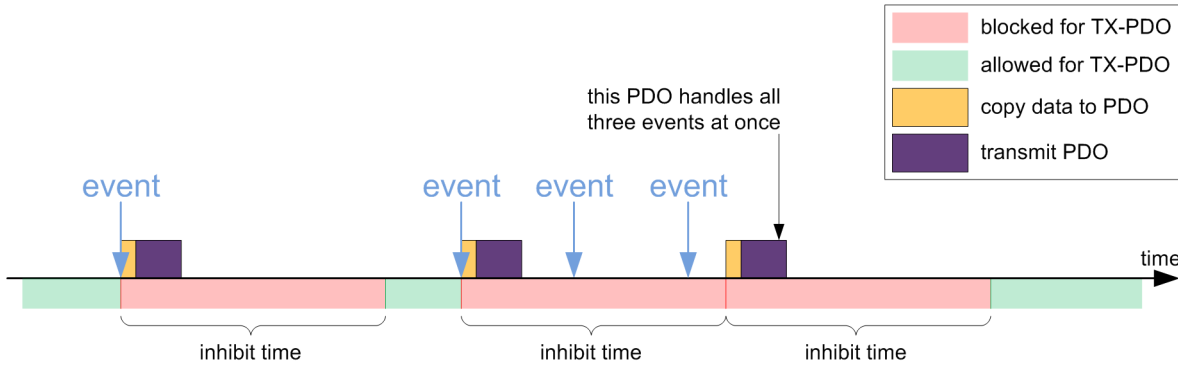 blocked for TX-PDO
allowed for TX-PDO
copy data to PDO
transmit PDO
this PDO handles all
three events at once
event
event
event
event
time
inhibit time
inhibit time
inhibit time